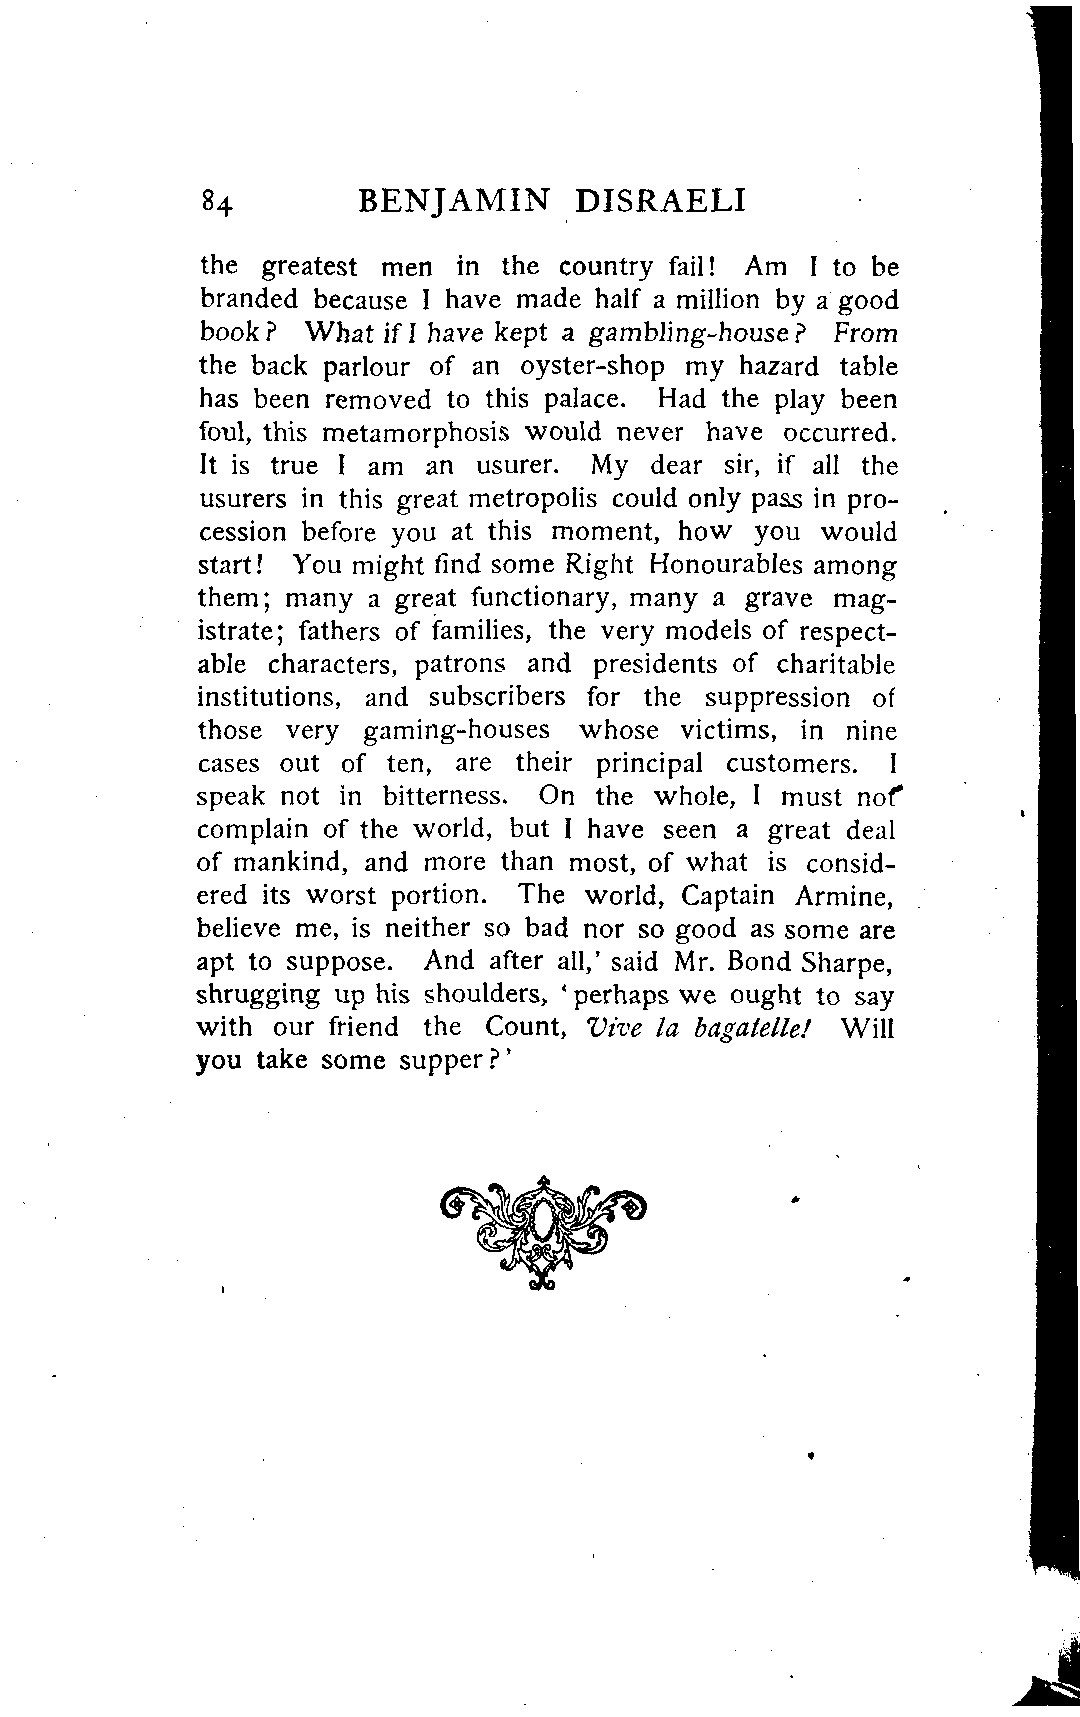 84 BENJAMIN DISRAELI
the greatest men in the country fail! Am I to be
branded because I have made half a million by a good
book? What if I have kept a gambling-house? From
the back parlour of an oyster-shop my hazard table
has been removed to this palace. Had the play been
foul, this metamorphosis would never have occurred.
It is true I am an usurer. My dear sir, if all the
usurers in this great metropolis could only pass in pro-
cession before you at this moment, how you would
start! You might find some Right Honourables among
them; many a great functionary, many a grave mag-
istrate; fathers of families, the very models of respect-
able characters, patrons and presidents of charitable
institutions, and subscribers for the suppression of
those very gaming-houses whose victims, in nine
cases out of ten, are their principal customers. I
speak not in bitterness. On the whole, I must not
complain of the world, but I have seen a great deal
of mankind, and more than most, of what is consid-
ered its worst portion. The world, Captain Armine,
believe me, is neither so bad nor so good as some are
apt to suppose. And after all,' said Mr. Bond Sharpe,
shrugging up his shoulders, 'perhaps we ought to say
with our friend the Count, Vive la bagatelle! Will
you take some supper?'